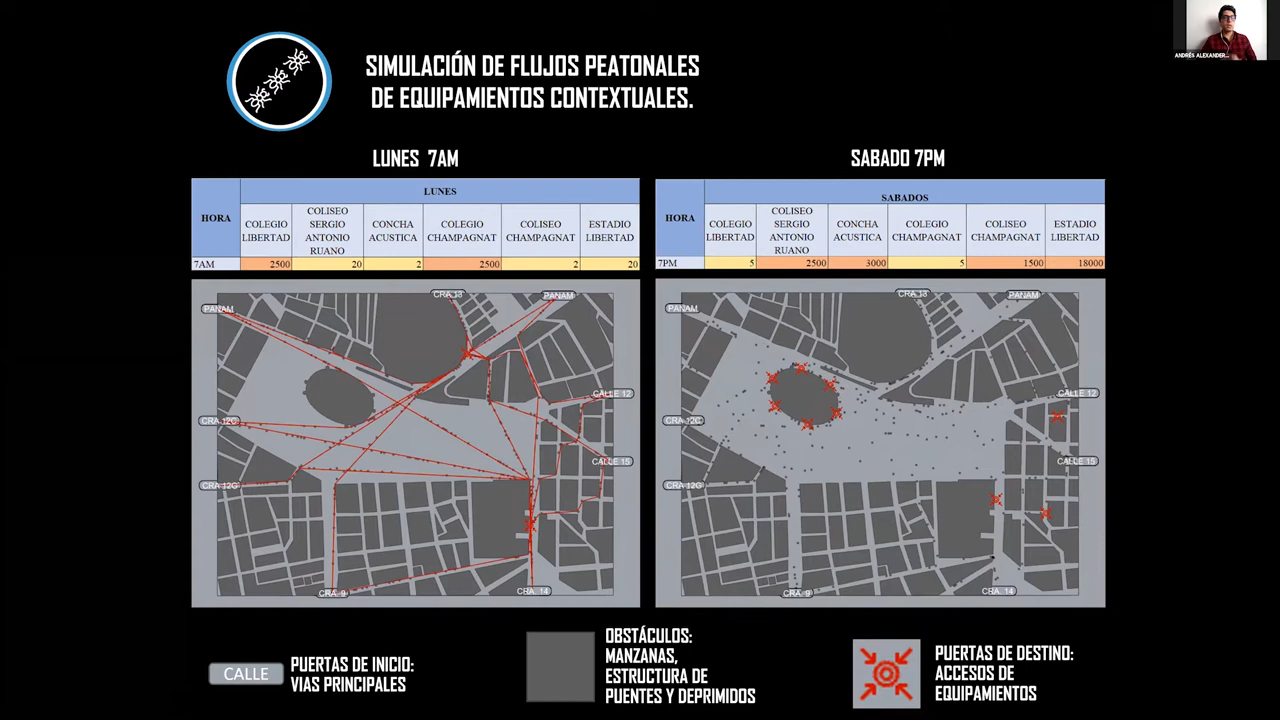 ANDRÉS ALEXANDER...
SIMULACIÓN DE FLUJOS PEATONALES
DE EQUIPAMIENTOS CONTEXTUALES.
LUNES 7AM
HORA
LUNES
COLEGIO LIBERTAD
COLISEO SERGIO ANTONIO RUANO
CONCHA ACUSTICA
COLEGIO CHAMPAGNAT
COLISEO CHAMPAGNAT
ESTADIO LIBERTAD
7AM 2500 20 2 2500 2 20
SABADO 7PM
HORA
SABADOS
COLEGIO LIBERTAD
COLISEO SERGIO ANTONIO RUANO
CONCHA ACUSTICA
COLEGIO CHAMPAGNAT
COLISEO CHAMPAGNAT
ESTADIO LIBERTAD
7PM 5 2500 3000 5 1500 18000
CRA 13
PANAM
PANAM
CALLE 12
CRA 12C
CALLE 15
CRA 12G
CRA. 9
CRA. 14
CRA 13
PANAM
PANAM
CALLE 12
CRA 12C
CALLE 15
CRA 12G
CRA. 9
CRA. 14
CALLE
PUERTAS DE INICIO:
VIAS PRINCIPALES
OBSTÁCULOS:
MANZANAS,
ESTRUCTURA DE
PUENTES Y DEPRIMIDOS
PUERTAS DE DESTINO:
ACCESOS DE
EQUIPAMIENTOS